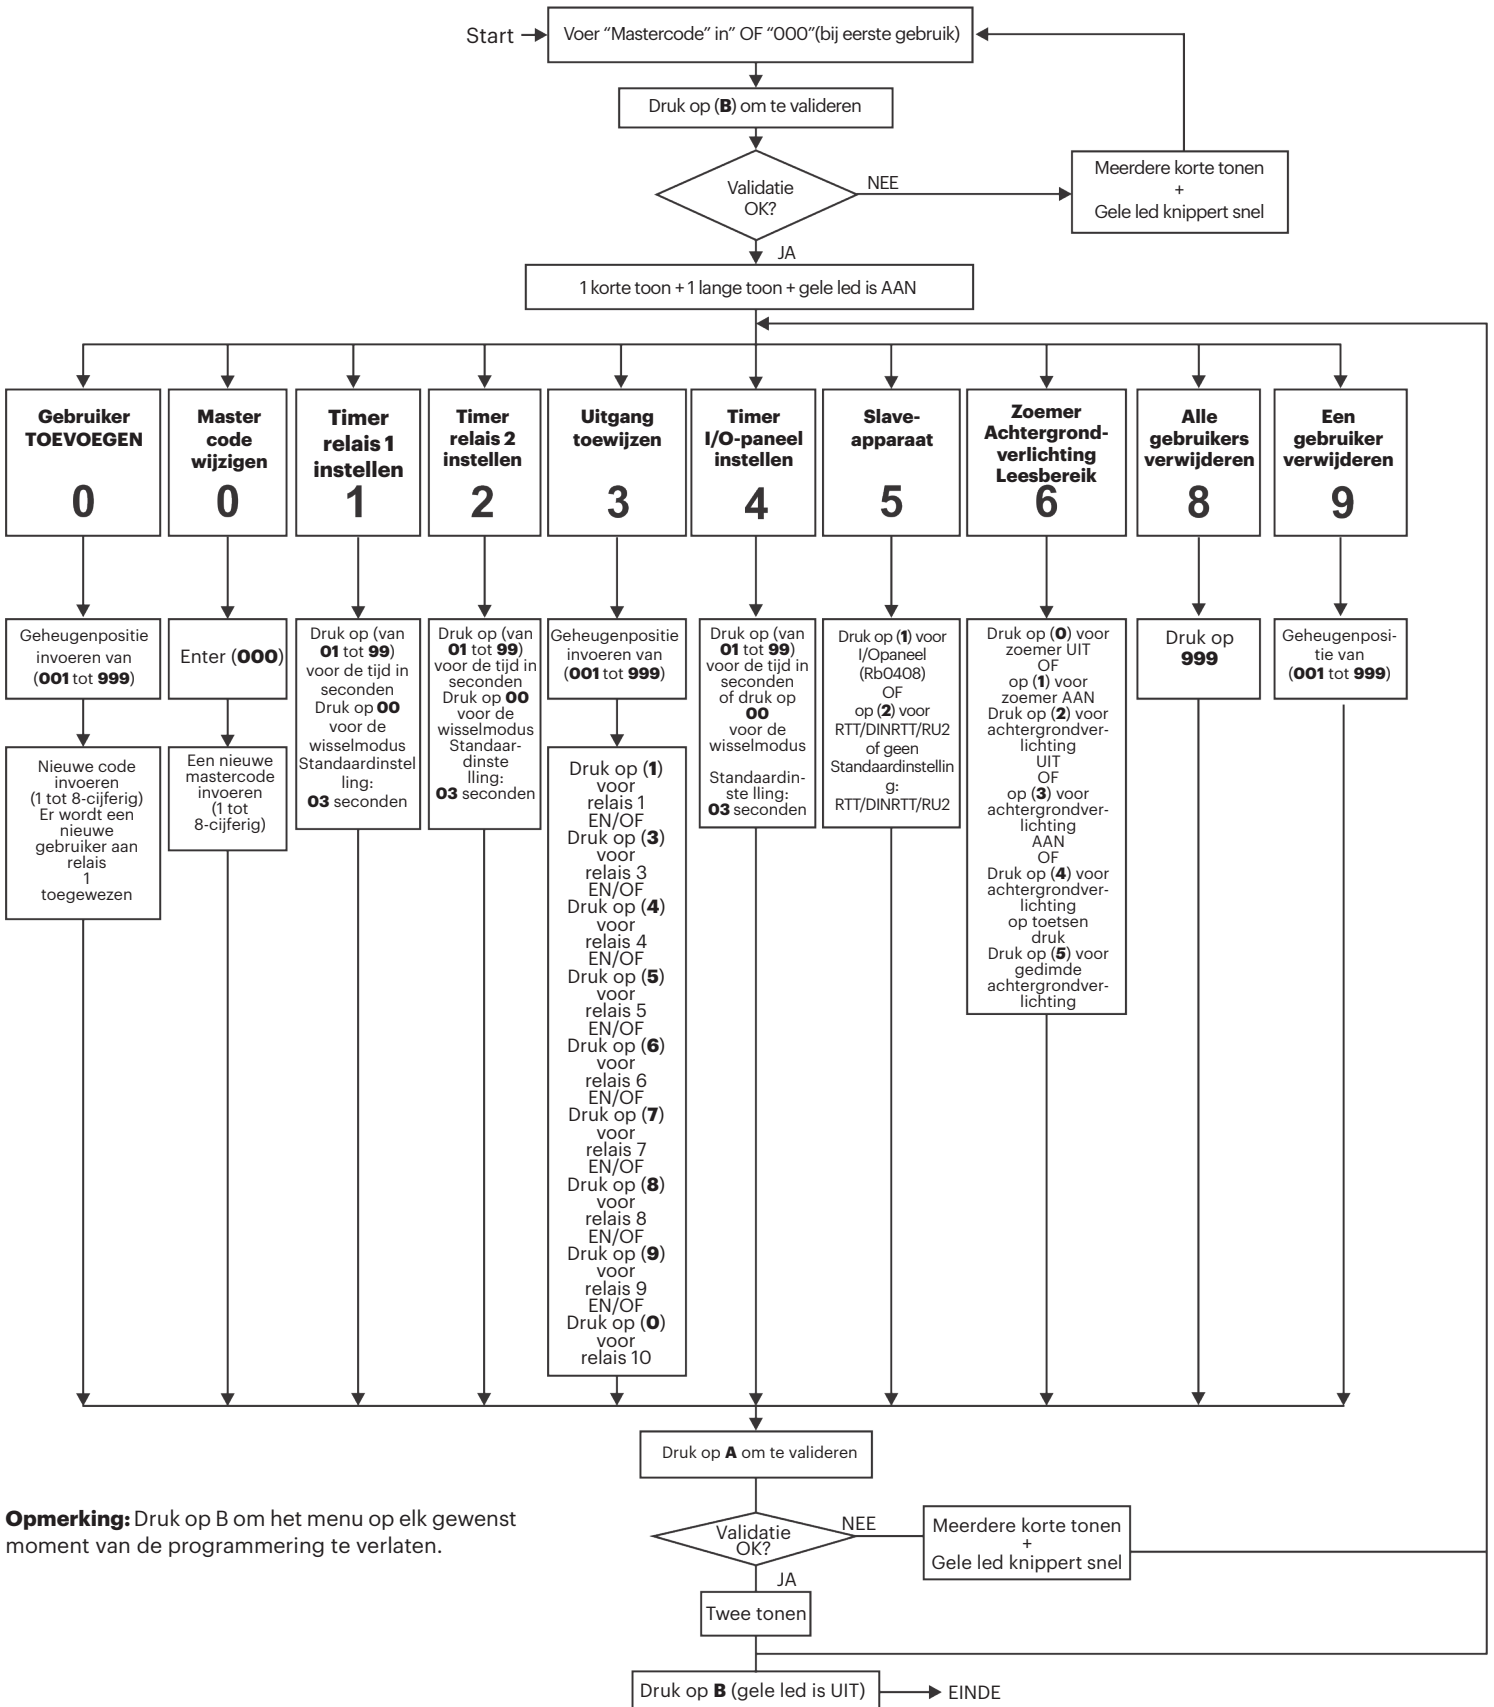 Start
Voer “Mastercode” in” OF “000”(bij eerste gebruik)
Druk op (B) om te valideren
Validatie
OK?
NEE
Meerdere korte tonen
+
Gele led knippert snel
JA
1 korte toon + 1 lange toon + gele led is AAN
Gebruiker
TOEVOEGEN
0
Master
code
wijzigen
0
Timer
relais 1
instellen
1
Timer
relais 2
instellen
2
Uitgang
toewijzen
3
Timer
I/O-paneel
instellen
4
Slave-
apparaat
5
Zoemer
Achtergrond-
verlichting
Leesbereik
6
Alle
gebruikers
verwijderen
8
Een
gebruiker
verwijderen
9
Geheugenpositie
invoeren van
(001 tot 999)
Nieuwe code
invoeren
(1 tot 8-cijferig)
Er wordt een
nieuwe
gebruiker aan
relais
1
toegewezen
Enter (000)
Een nieuwe
mastercode
invoeren
(1 tot
8-cijferig)
Druk op (van
01 tot 99)
voor de tijd in
seconden
Druk op 00
voor de
wisselmodus
Standaardinstel
lling:
03 seconden
Druk op (van
01 tot 99)
voor de tijd in
seconden
Druk op 00
voor de
wisselmodus
Standaar-
dinste
lling:
03 seconden
Geheugenpositie
invoeren van
(001 tot 999)
Druk op (1)
voor
relais 1
EN/OF
Druk op (3)
voor
relais 3
EN/OF
Druk op (4)
voor
relais 4
EN/OF
Druk op (5)
voor
relais 5
EN/OF
Druk op (6)
voor
relais 6
EN/OF
Druk op (7)
voor
relais 7
EN/OF
Druk op (8)
voor
relais 8
EN/OF
Druk op (9)
voor
relais 9
EN/OF
Druk op (0)
voor
relais 10
Druk op (van
01 tot 99)
voor de tijd in
seconden
of druk op
00
voor de
wisselmodus
Standaardin-
ste lling:
03 seconden
Druk op (1) voor
I/Opaneel
(Rb0408)
OF
op (2) voor
RTT/DINRTT/RU2
of geen
Standaardinstellin
g:
RTT/DINRTT/RU2
Druk op (0) voor
zoemer UIT
OF
op (1) voor
zoemer AAN
Druk op (2) voor
achtergrondver-
lichting
UIT
OF
op (3) voor
achtergrondver-
lichting
AAN
OF
Druk op (4) voor
achtergrondver-
lichting
op toetsen
druk
Druk op (5) voor
gedimde
achtergrondver-
lichting
Druk op
999
Geheugenposi-
tie van
(001 tot 999)
Druk op A om te valideren
Opmerking: Druk op B om het menu op elk gewenst
moment van de programmering te verlaten.
Validatie
OK?
NEE
Meerdere korte tonen
+
Gele led knippert snel
JA
Twee tonen
Druk op B (gele led is UIT)
EINDE